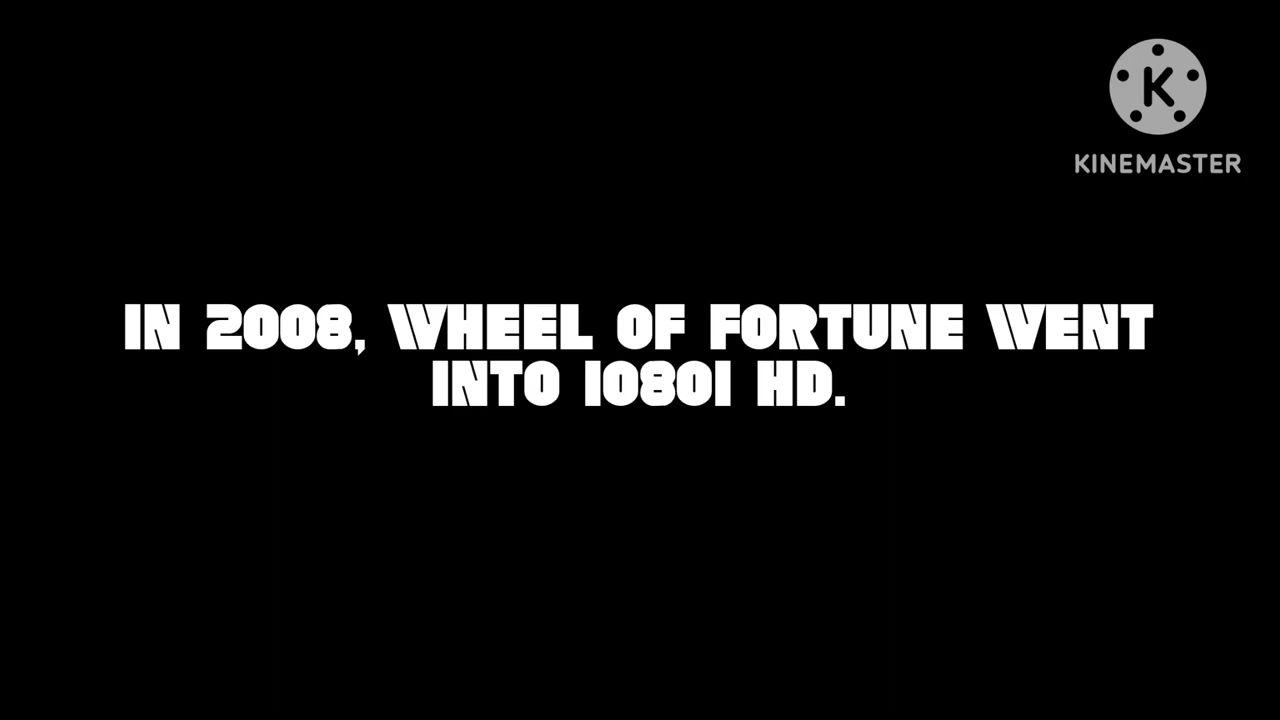 K
KINEMASTER
IN 2008, WHEEL OF FORTUNE WENT
INTO 1080I HD.